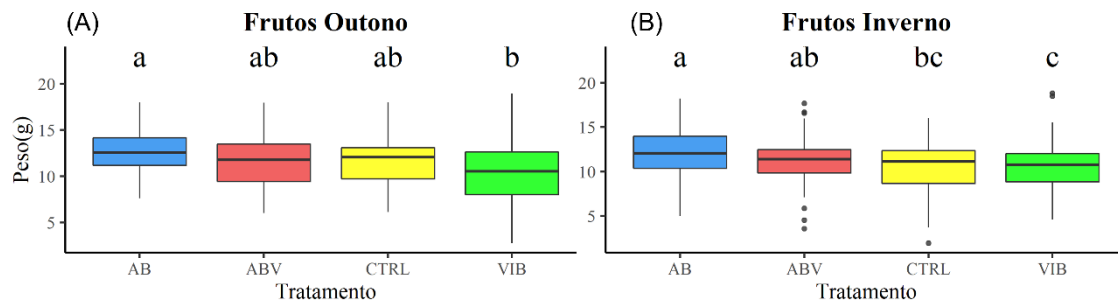 (A) Frutos Outono
a ab ab b
Peso(g)
20
15
10
5
AB ABV CTRL VIB
Tratamento
(B) Frutos Inverno
a ab bc c
20
15
10
5
0
AB ABV CTRL VIB
Tratamento